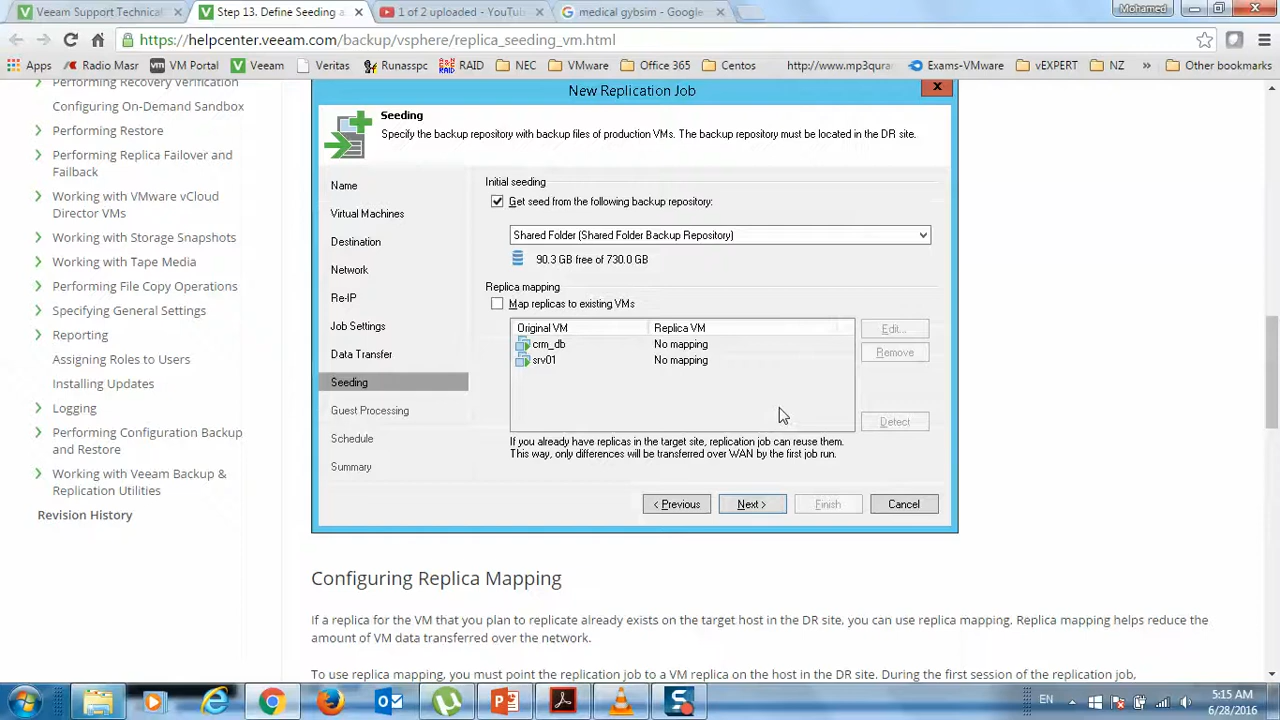 Veeam Support Technical
Step 13. Define Seeding a
1 of 2 uploaded - YouTub
medical gybsim - Google
Mohamed
https://helpcenter.veeam.com/backup/vsphere/replica_seeding_vm.html
Apps
Radio Masr
VM Portal
Veeam
Veritas
Runasspc
RAID
NEC
VMware
Office 365
Centos
http://www.mp3qura
Exams-VMware
vEXPERT
NZ
»
Other bookmarks
Performing Recovery Verification
Configuring On-Demand Sandbox
Performing Restore
Performing Replica Failover and
Failback
Working with VMware vCloud
Director VMs
Working with Storage Snapshots
Working with Tape Media
Performing File Copy Operations
Specifying General Settings
Reporting
Assigning Roles to Users
Installing Updates
Logging
Performing Configuration Backup
and Restore
Working with Veeam Backup &
Replication Utilities
Revision History
New Replication Job
Seeding
Specify the backup repository with backup files of production VMs. The backup repository must be located in the DR site.
Name
Virtual Machines
Destination
Network
Re-IP
Job Settings
Data Transfer
Seeding
Guest Processing
Schedule
Summary
Initial seeding
Get seed from the following backup repository:
Shared Folder (Shared Folder Backup Repository)
90.3 GB free of 730.0 GB
Replica mapping
Map replicas to existing VMs
Original VM Replica VM
crm_db No mapping
srv01 No mapping
Edit...
Remove
Detect
If you already have replicas in the target site, replication job can reuse them.
This way, only differences will be transferred over WAN by the first job run.
< Previous Next > Finish Cancel
Configuring Replica Mapping
If a replica for the VM that you plan to replicate already exists on the target host in the DR site, you can use replica mapping. Replica mapping helps reduce the
amount of VM data transferred over the network.
To use replica mapping, you must point the replication job to a VM replica on the host in the DR site. During the first session of the replication job,
EN
5:15 AM
6/28/2016